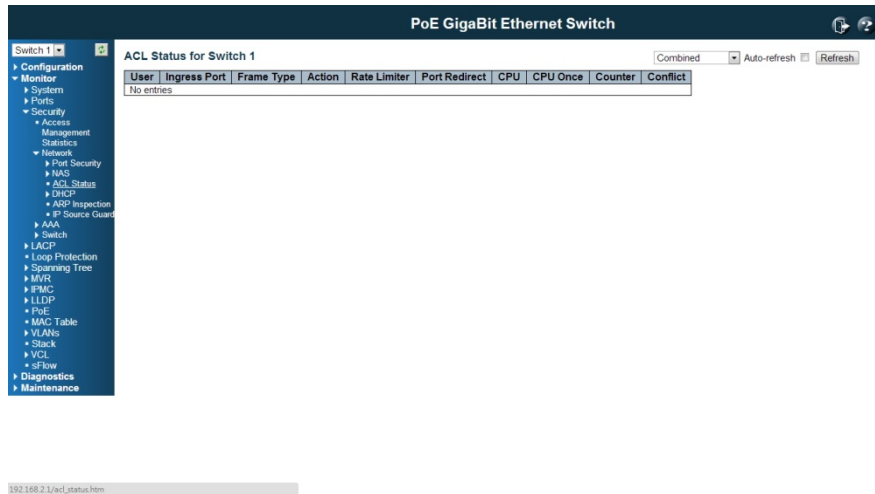 PoE GigaBit Ethernet Switch
Switch 1
Configuration
Monitor
System
Ports
Security
Access
Management
Statistics
Network
Port Security
NAS
ACL Status
DHCP
ARP Inspection
IP Source Guard
AAA
Switch
LACP
Loop Protection
Spanning Tree
MVR
IPMC
LLDP
PoE
MAC Table
VLANs
Stack
VCL
sFlow
Diagnostics
Maintenance
ACL Status for Switch 1
Combined Auto-refresh Refresh
User Ingress Port Frame Type Action Rate Limiter Port Redirect CPU CPU Once Counter Conflict
No entries
192.168.2.1/acl_status.htm